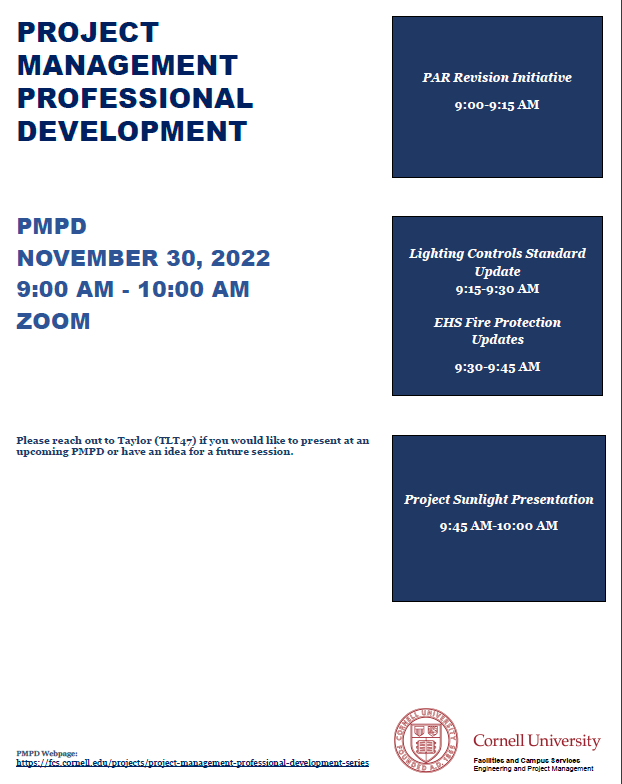 PROJECT
MANAGEMENT
PROFESSIONAL
DEVELOPMENT
PMPD
NOVEMBER 30, 2022
9:00 AM - 10:00 AM
ZOOM
Please reach out to Taylor (TLT47) if you would like to present at an
upcoming PMPD or have an idea for a future session.
PMPD Webpage:
https://fcs.cornell.edu/projects/project-management-professional-development-series
PAR Revision Initiative
9:00-9:15 AM
Lighting Controls Standard
Update
9:15-9:30 AM
EHS Fire Protection
Updates
9:30-9:45 AM
Project Sunlight Presentation
9:45 AM-10:00 AM
CORNELL UNIVERSITY
FOUNDED A.D. 1865
Cornell University
Facilities and Campus Services
Engineering and Project Management